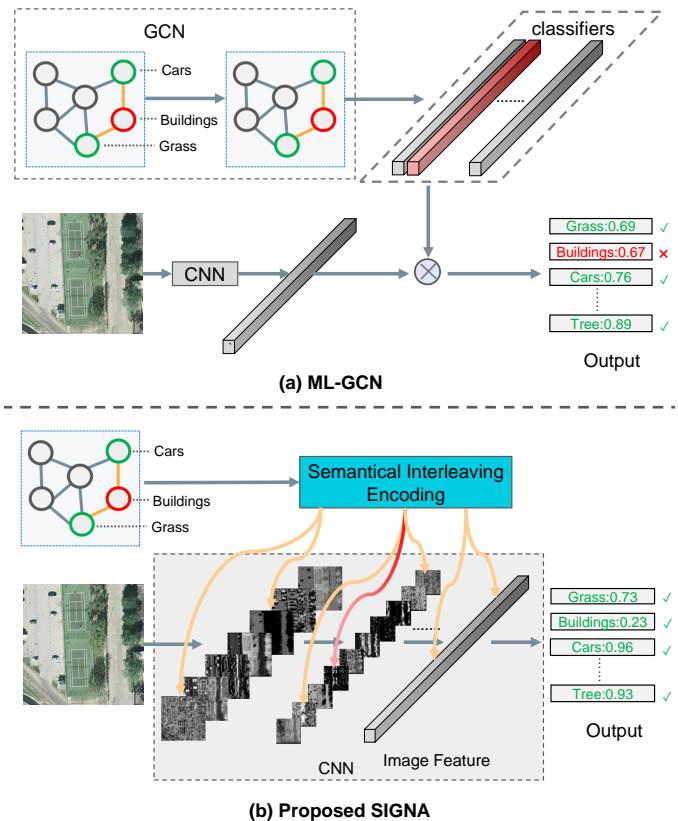 GCN
classifiers
Cars
Buildings
Grass
......
CNN
Grass:0.69 ✓
Buildings:0.67 ×
Cars:0.76 ✓
Tree:0.89 ✓
Output
(a) ML-GCN
Cars
Buildings
Grass
Semantical Interleaving
Encoding
......
Grass:0.73 ✓
Buildings:0.23 ✓
Cars:0.96 ✓
Tree:0.93 ✓
Output
Image Feature
CNN
(b) Proposed SIGNA